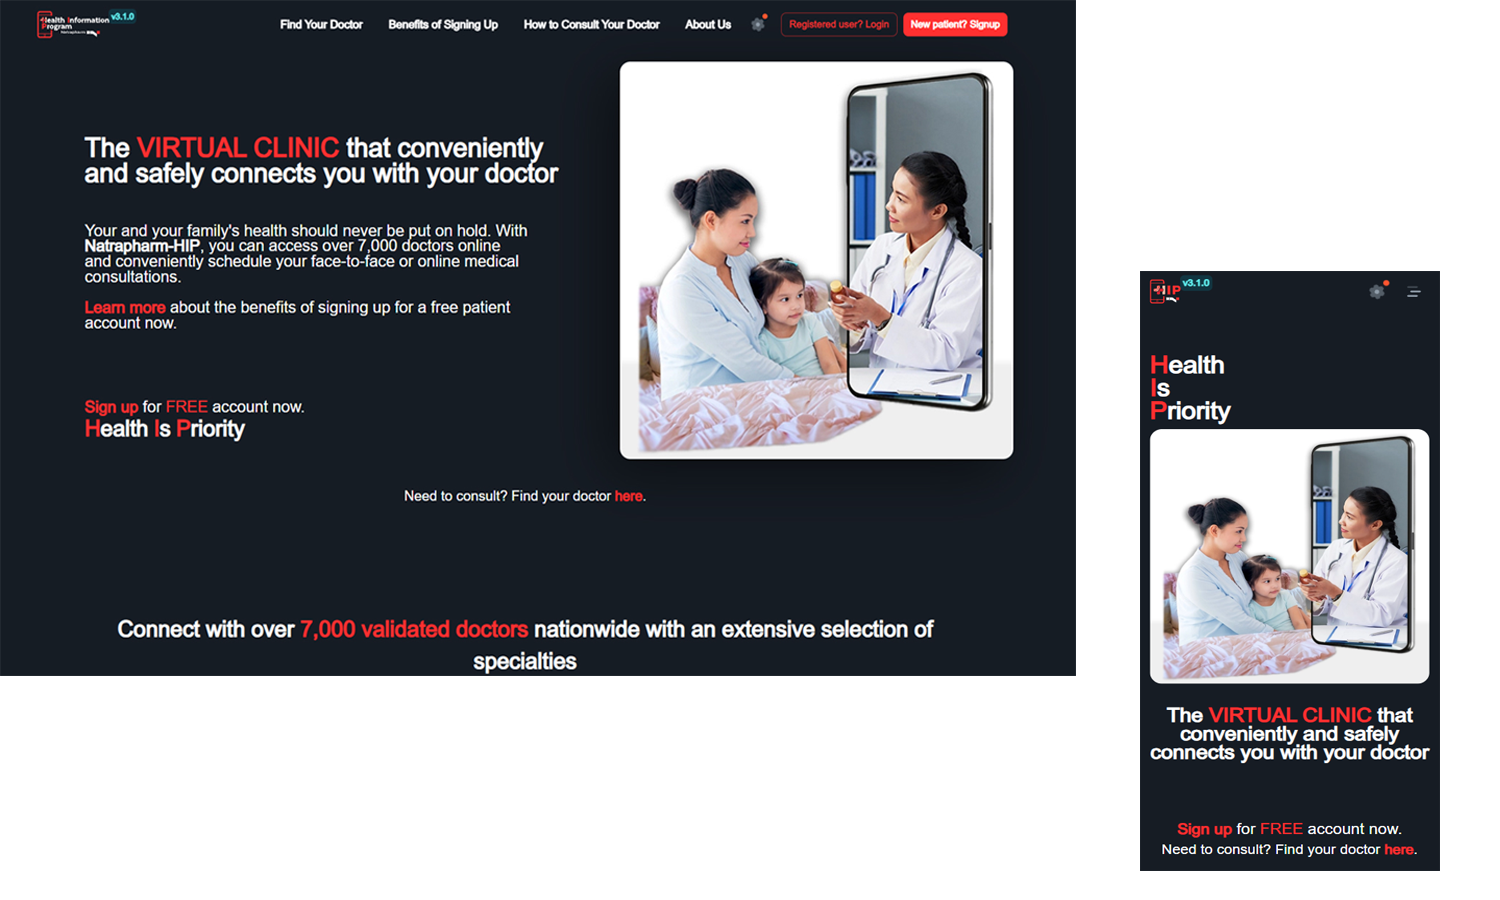 Health Information
Program
Natrapharm
v3.1.0
Find Your Doctor
Benefits of Signing Up
How to Consult Your Doctor
About Us
Registered user? Login
New patient? Signup
The VIRTUAL CLINIC that conveniently
and safely connects you with your doctor
Your and your family's health should never be put on hold. With
Natrapharm-HIP, you can access over 7,000 doctors online
and conveniently schedule your face-to-face or online medical
consultations.
Learn more about the benefits of signing up for a free patient
account now.
Sign up for FREE account now.
Health Is Priority
Need to consult? Find your doctor here.
Connect with over 7,000 validated doctors nationwide with an extensive selection of
specialties
HIP
v3.1.0
Health
Is
Priority
The VIRTUAL CLINIC that
conveniently and safely
connects you with your doctor
Sign up for FREE account now.
Need to consult? Find your doctor here.